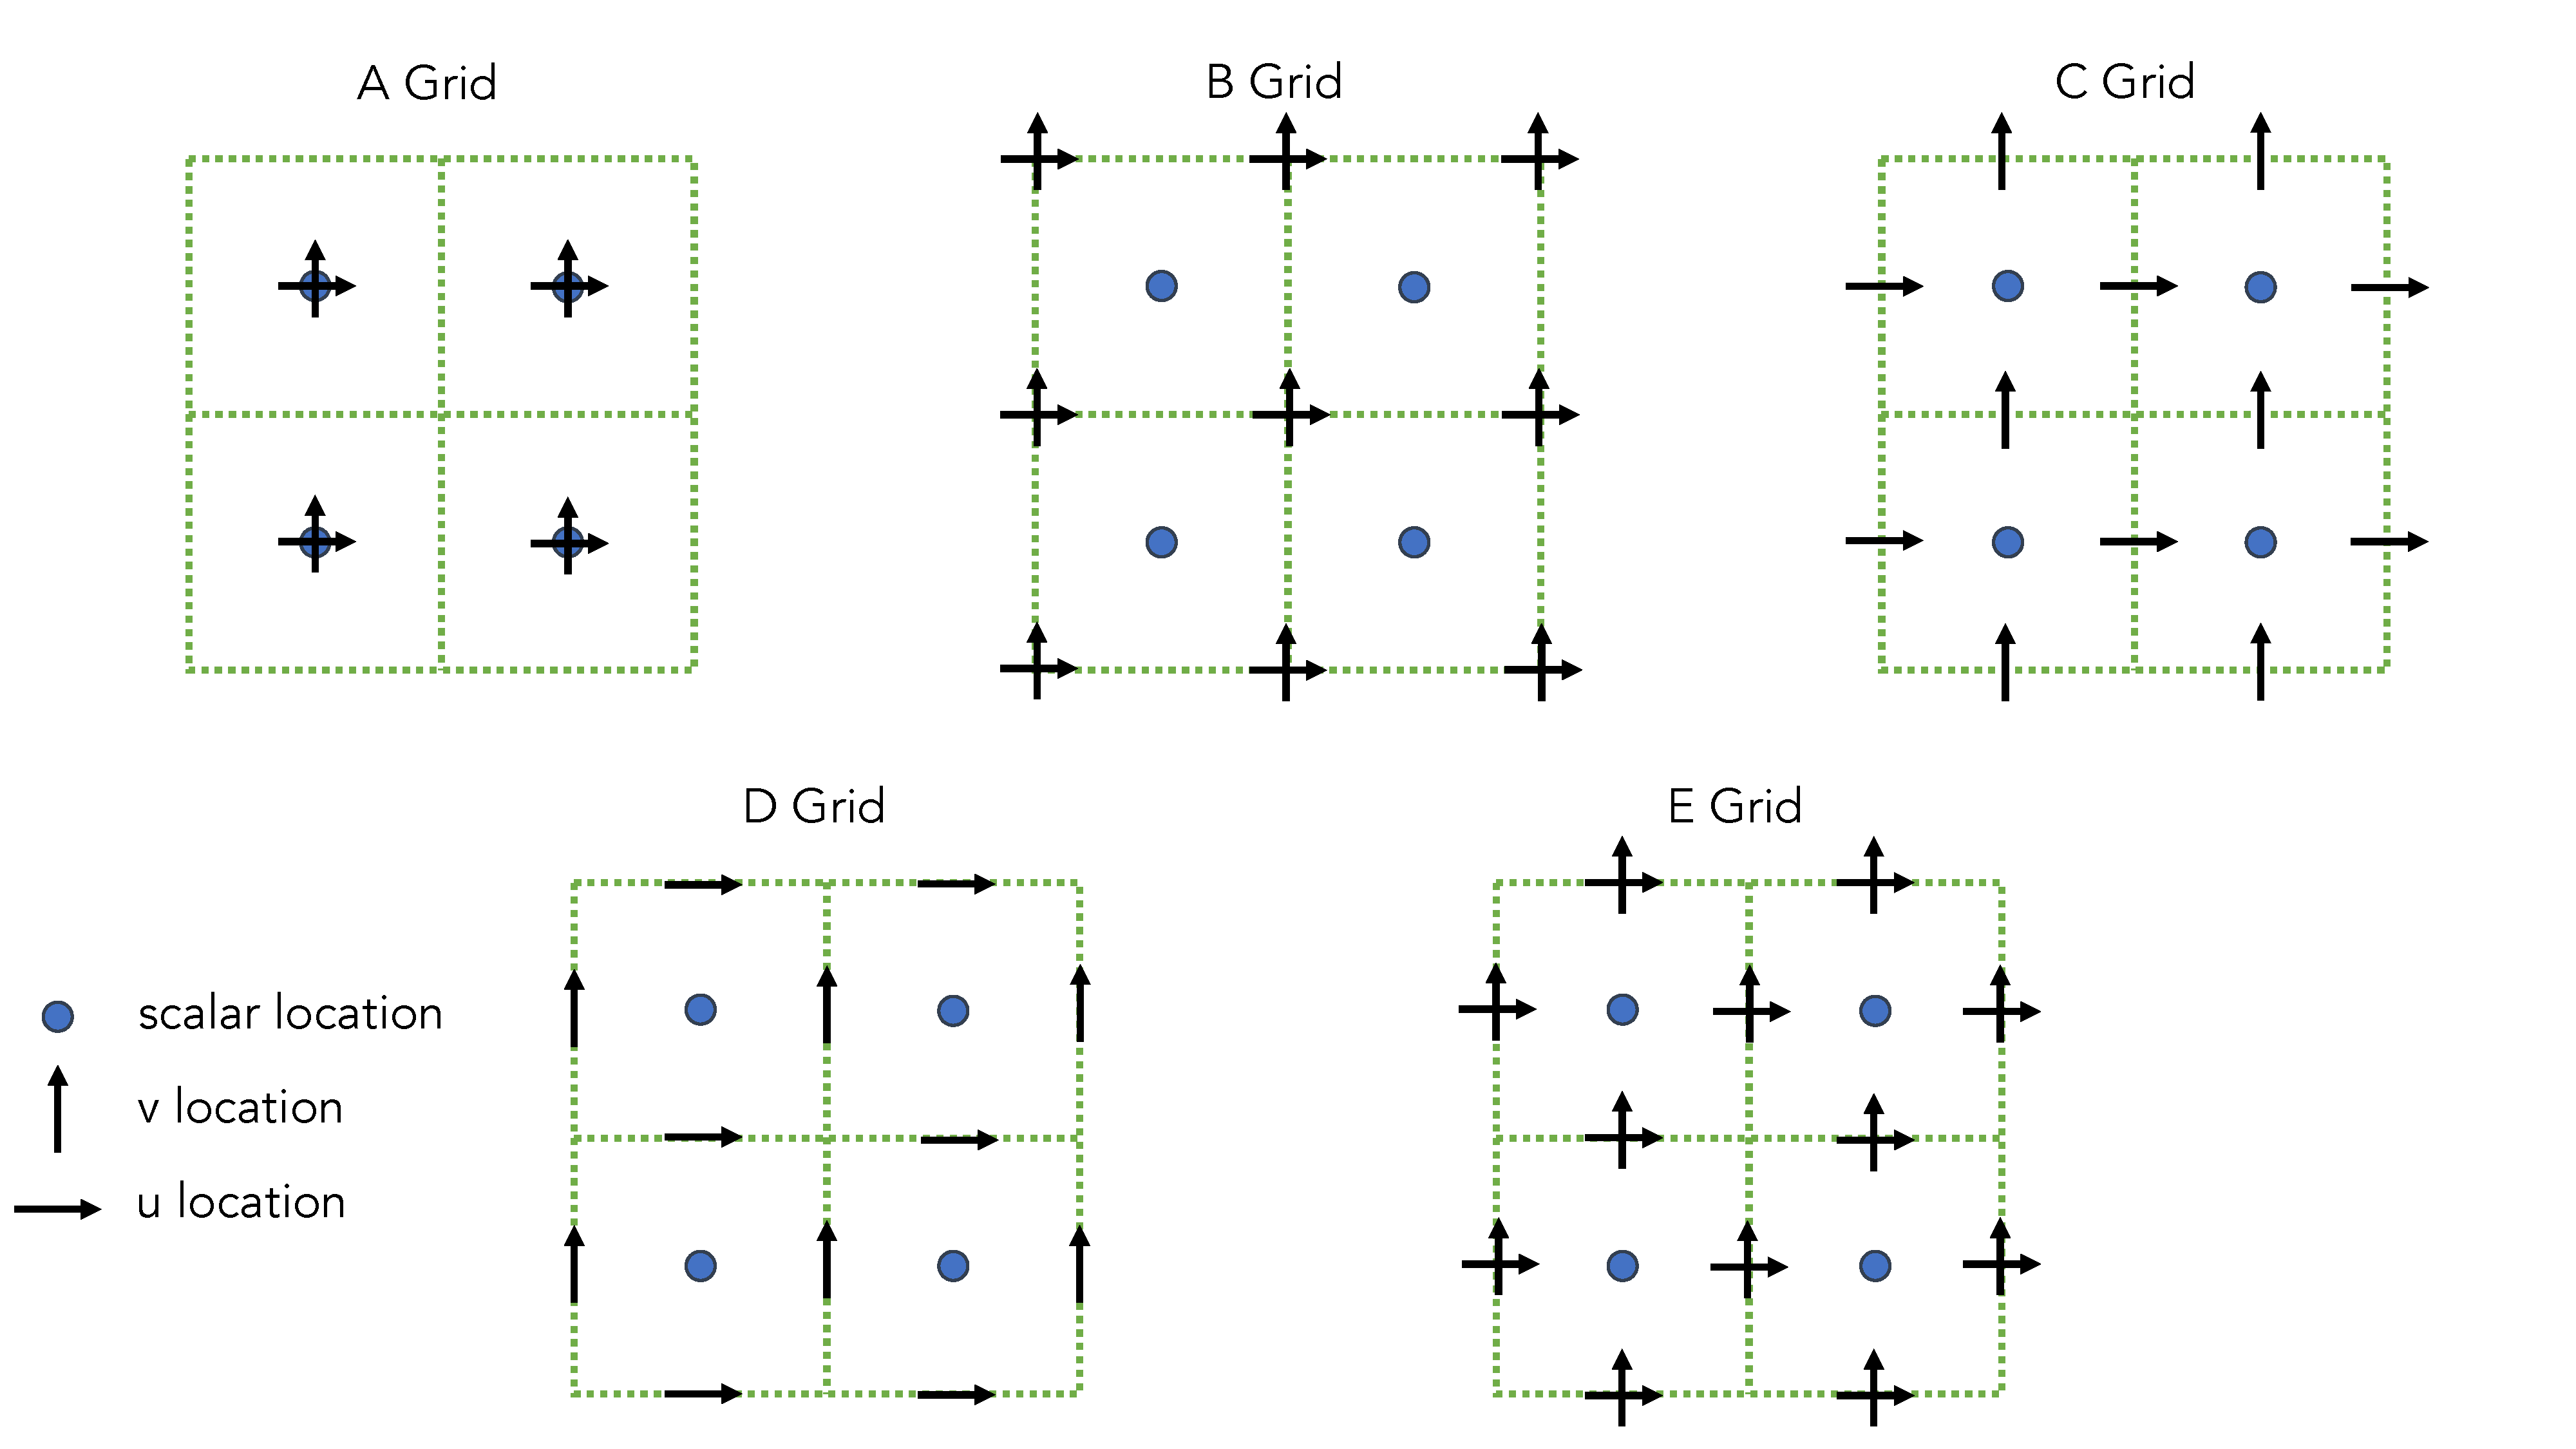 A Grid
B Grid
C Grid
D Grid
E Grid
scalar location
v location
u location